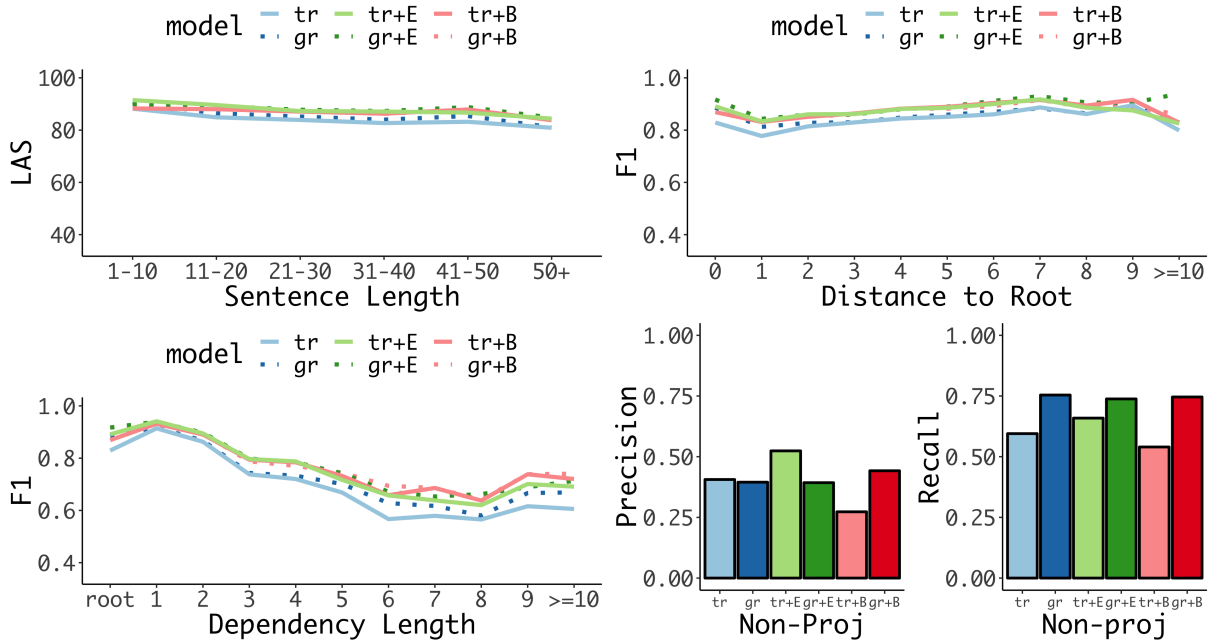 model tr tr+E tr+B
gr gr+E gr+B
LAS
100
80
60
40
1-10 11-20 21-30 31-40 41-50 50+
Sentence Length
model tr tr+E tr+B
gr gr+E gr+B
F1
1.0
0.8
0.6
0.4
0 1 2 3 4 5 6 7 8 9 >=10
Distance to Root
model tr tr+E tr+B
gr gr+E gr+B
F1
1.0
0.8
0.6
0.4
root 1 2 3 4 5 6 7 8 9 >=10
Dependency Length
Precision
1.00
0.75
0.50
0.25
0.00
tr gr tr+E gr+E tr+B gr+B
Non-Proj
Recall
1.00
0.75
0.50
0.25
0.00
tr gr tr+E gr+E tr+B gr+B
Non-proj